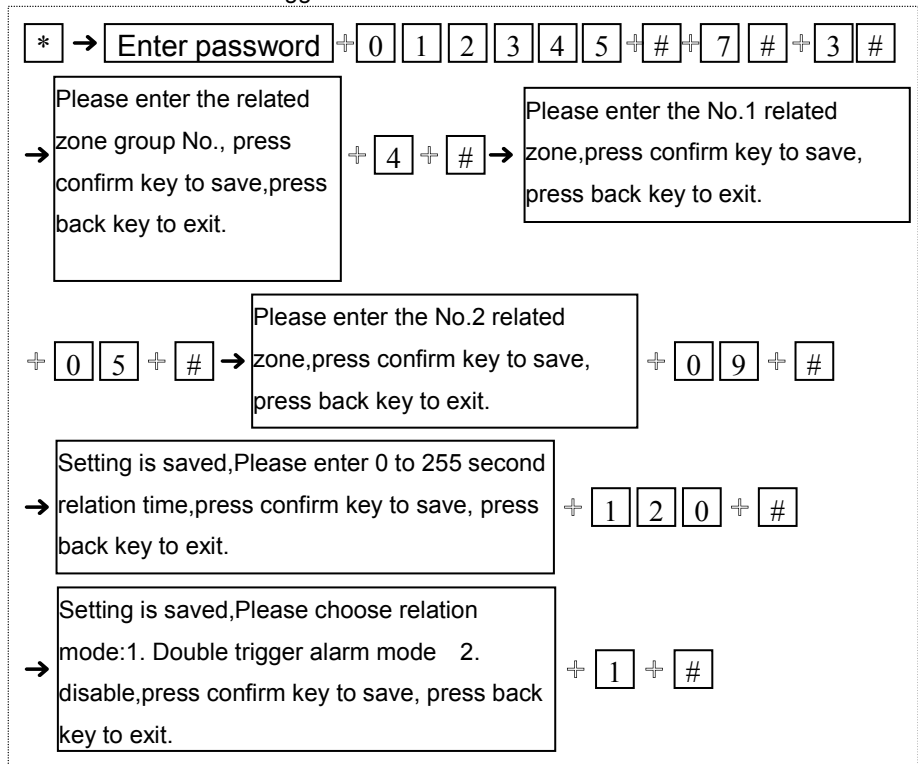 gg
* → Enter password + 0 1 2 3 4 5 + # + 7 # + 3 #
Please enter the related
zone group No., press
confirm key to save,press
back key to exit.
→ + 4 + # →
Please enter the No.1 related
zone,press confirm key to save,
press back key to exit.
+ 0 5 + # →
Please enter the No.2 related
zone,press confirm key to save,
press back key to exit.
+ 0 9 + #
Setting is saved,Please enter 0 to 255 second
→ relation time,press confirm key to save, press
back key to exit.
+ 1 2 0 + #
Setting is saved,Please choose relation
mode:1. Double trigger alarm mode 2.
→ disable,press confirm key to save, press back
key to exit.
+ 1 + #